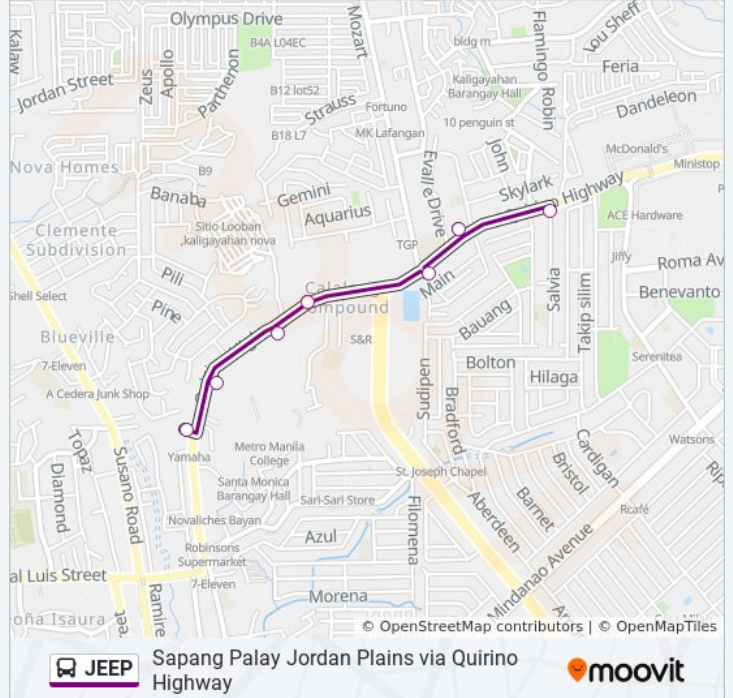 Kalaw
Olympus Drive
B4A L04EC
Mozart
bldg m
Flamingo
Lou Sheff
Feria
Jordan Street
Zeus
Apollo
Parthenon
B12 lot52
Strauss
Fortuno
Kaligayahan
Barangay Hall
Robin
Dandeleon
B18 L7
MK Lafangan
10 penguin st
John
McDonald's
Ministop
Nova Homes
B9
Evalle Drive
Skylark
Highway
Banaba
Gemini
Aquarius
Sitio Looban
,kaligayahan nova
ACE Hardware
Clemente
Subdivision
TGP
Jiffy
Roma Av
Pili
Main
Salvia
Takip silim
Benevanto
Shell Select
Pine
Bauang
Blueville
S&R
Serenitea
7-Eleven
Sudipen
Bolton
Hilaga
A Cedera Junk Shop
Bradford
Topaz
Susano Road
Yamaha
Metro Manila
College
Cardigan
Watsons
Diamond
Santa Monica
Barangay Hall
St. Joseph Chapel
Bristol
Sari-Sari Store
Aberdeen
Barnet
Rcafé
Novaliches Bayan
Filomena
Robinsons
Supermarket
Azul
Mindanao Avenue
al Luis Street
7-Eleven
Ramire
Morena
oña Isaura
© OpenStreetMap contributors | © OpenMapTiles
JEEP
Sapang Palay Jordan Plains via Quirino
Highway
moovit